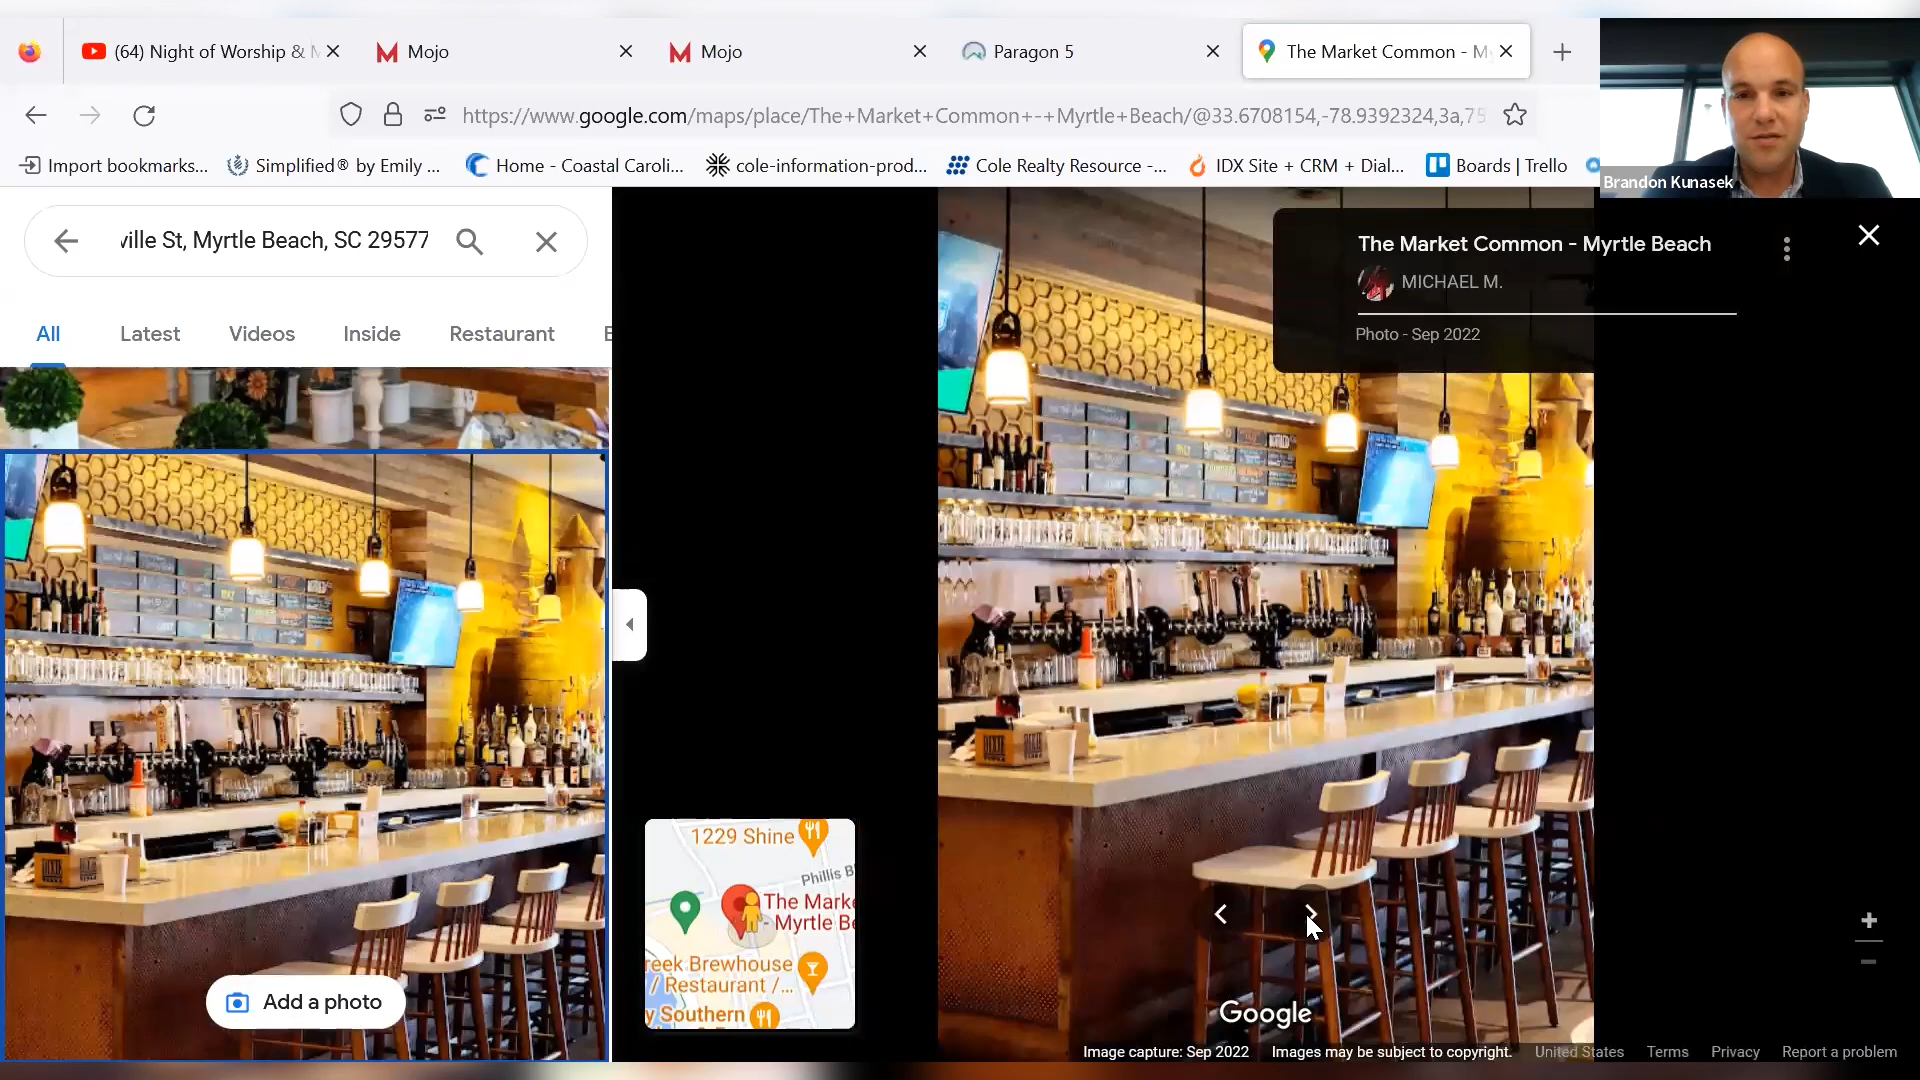 (64) Night of Worship & M
Mojo
Mojo
Paragon 5
The Market Common - My
https://www.google.com/maps/place/The+Market+Common+-+Myrtle+Beach/@33.6708154,-78.9392324,3a,75
Import bookmarks...
Simplified® by Emily ...
Home - Coastal Caroli...
cole-information-prod...
Cole Realty Resource -...
IDX Site + CRM + Dial...
Boards | Trello
Brandon Kunasek
ville St, Myrtle Beach, SC 29577
All
Latest
Videos
Inside
Restaurant
The Market Common - Myrtle Beach
MICHAEL M.
Photo - Sep 2022
1229 Shine
Phillis B
The Marke
- Myrtle Be
reek Brewhouse
/ Restaurant /...
y Southern
Add a photo
Google
Image capture: Sep 2022
Images may be subject to copyright.
United States
Terms
Privacy
Report a problem